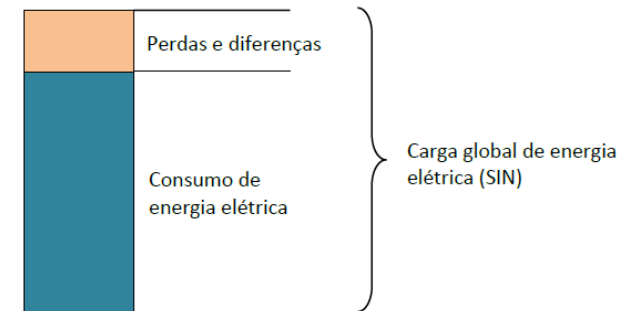 Perdas e diferenças
Consumo de
energia elétrica
Carga global de energia
elétrica (SIN)